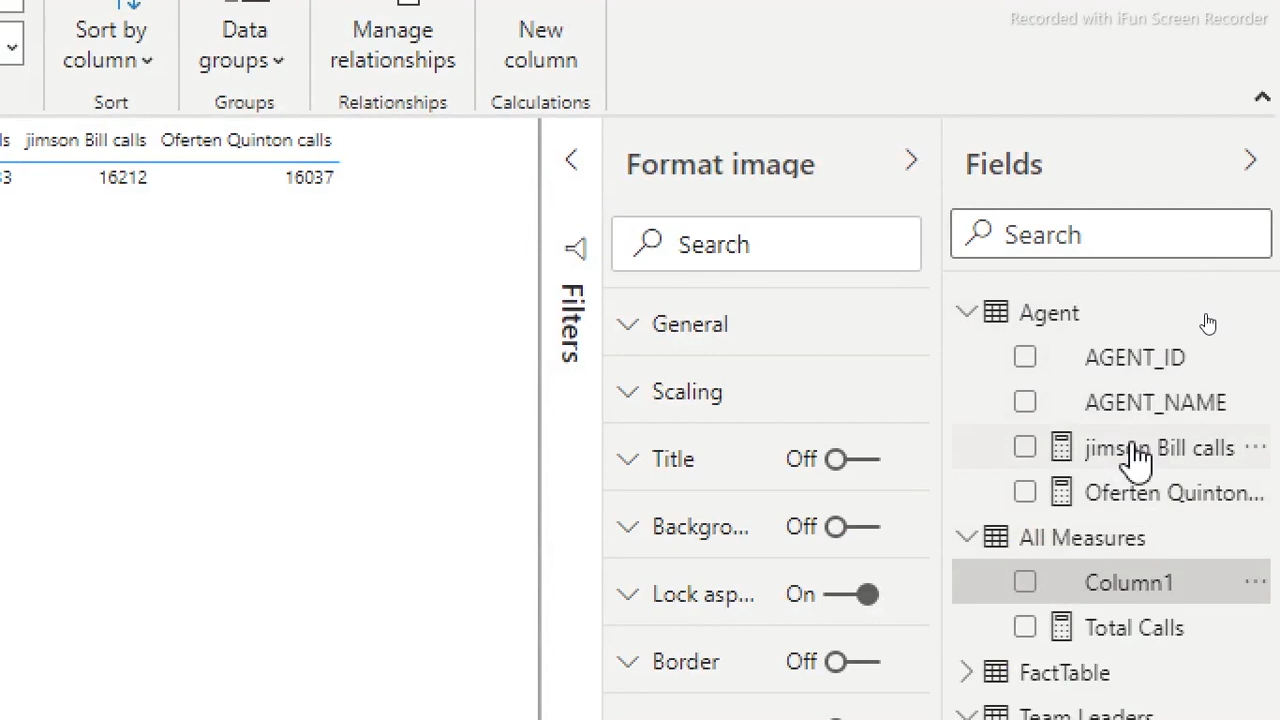 Recorded with iFun Screen Recorder
Sort by
column
Data
groups
Manage
relationships
New
column
Sort
Groups
Relationships
Calculations
jimson Bill calls
Oferten Quinton calls
16212
16037
Filters
Format image
Search
General
Scaling
Title Off
Backgro... Off
Lock asp... On
Border Off
Fields
Search
Agent
AGENT_ID
AGENT_NAME
jimson Bill calls
Oferten Quinton...
All Measures
Column1
Total Calls
FactTable
Team Leaders